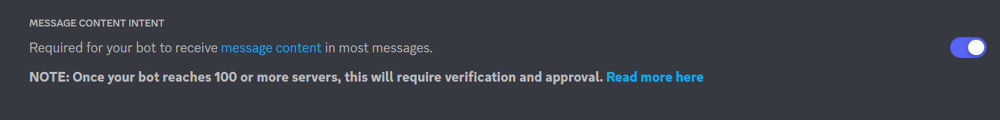 MESSAGE CONTENT INTENT
Required for your bot to receive message content in most messages.
NOTE: Once your bot reaches 100 or more servers, this will require verification and approval. Read more here